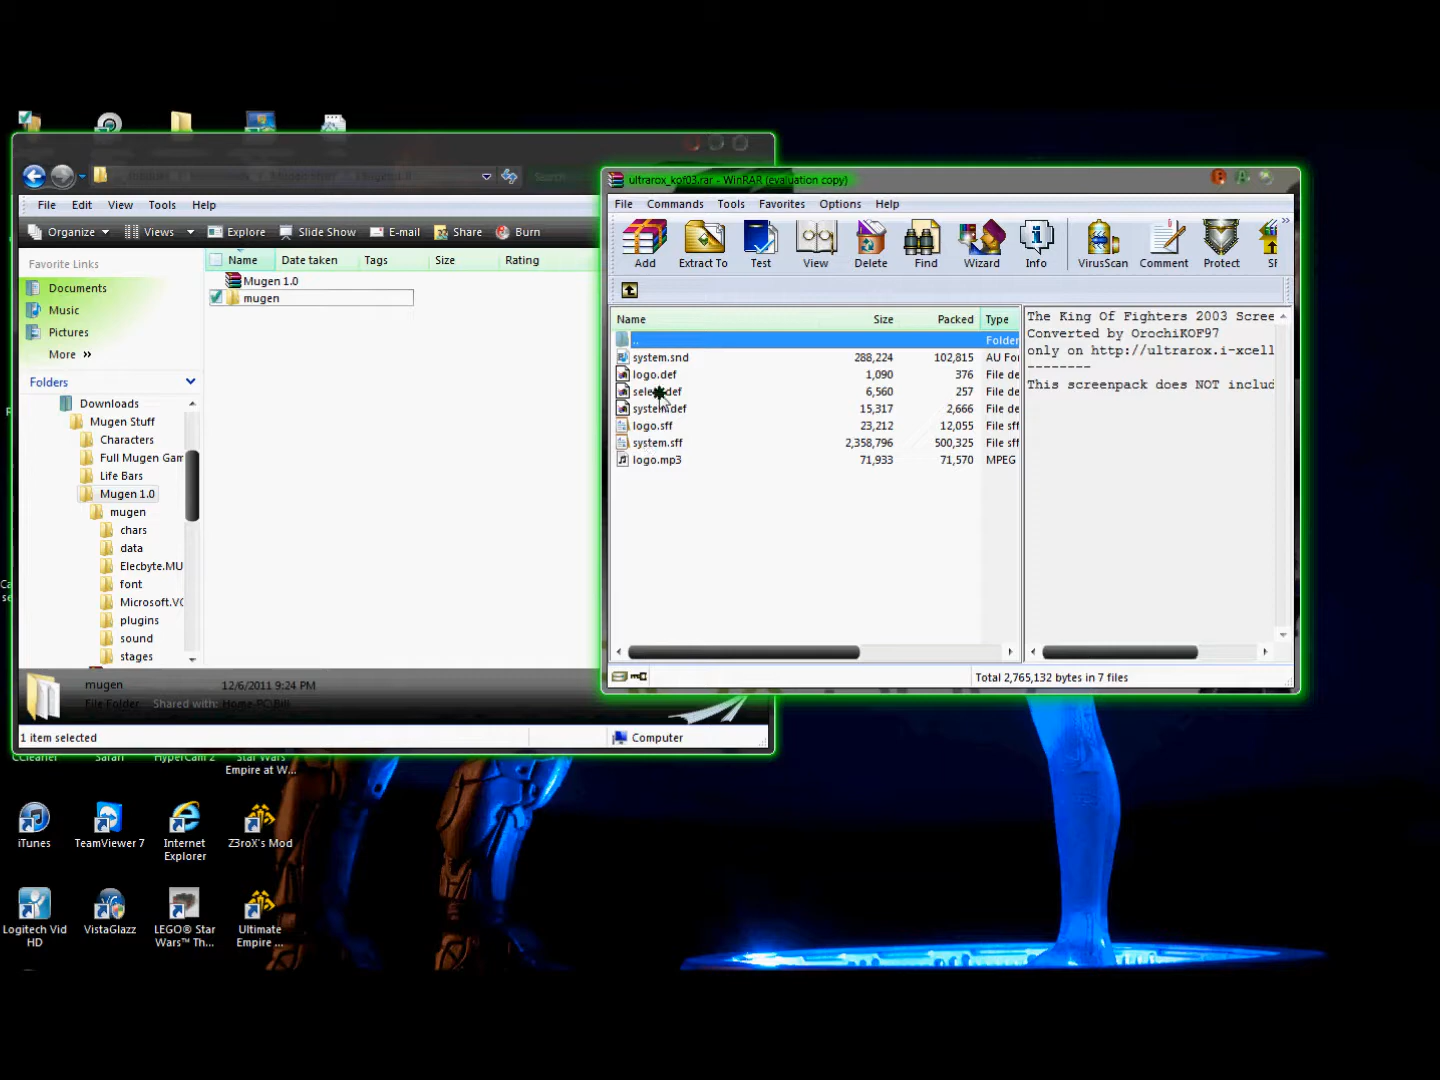 File Edit View Tools Help
Organize Views Explore Slide Show E-mail Share Burn
Favorite Links
Documents
Music
Pictures
More »
Folders
Downloads
Mugen Stuff
Characters
Full Mugen Gam
Life Bars
Mugen 1.0
mugen
chars
data
Elecbyte.MU
font
Microsoft.VC
plugins
sound
stages
Name Date taken Tags Size Rating
Mugen 1.0
mugen
mugen 12/6/2011 9:24 PM
File Folder Shared with:
1 item selected Computer
ultrarox_kof03.rar - WinRAR (evaluation copy)
File Commands Tools Favorites Options Help
Add Extract To Test View Delete Find Wizard Info VirusScan Comment Protect SF
Name Size Packed Type
.. Folder
system.snd 288,224 102,815 AU For
logo.def 1,090 376 File de
select.def 6,560 257 File de
system.def 15,317 2,666 File de
logo.sff 23,212 12,055 File sff
system.sff 2,358,796 500,325 File sff
logo.mp3 71,933 71,570 MPEG
The King Of Fighters 2003 Scree
Converted by OrochiKOF97
only on http://ultrarox.i-xcell
--------
This screenpack does NOT includ
Total 2,765,132 bytes in 7 files
CCleaner Safari HyperCam 2 Star Wars
Empire at W...
iTunes TeamViewer 7 Internet
Explorer Z3roX's Mod
Logitech Vid
HD VistaGlazz LEGO® Star
Wars™ Th... Ultimate
Empire ...